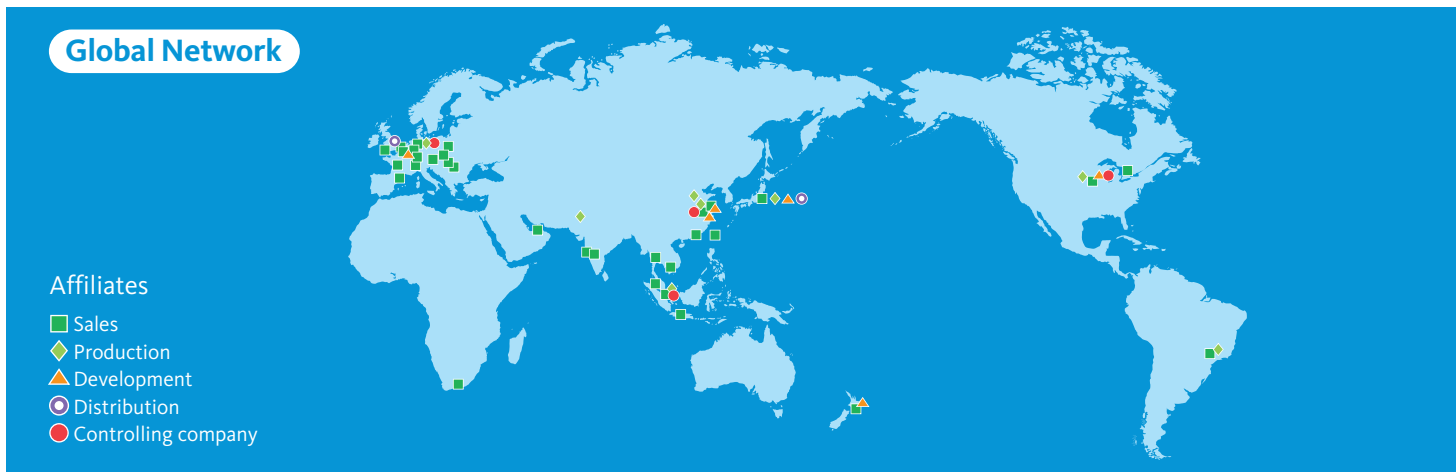 Global Network
Affiliates
Sales
Production
Development
Distribution
Controlling company